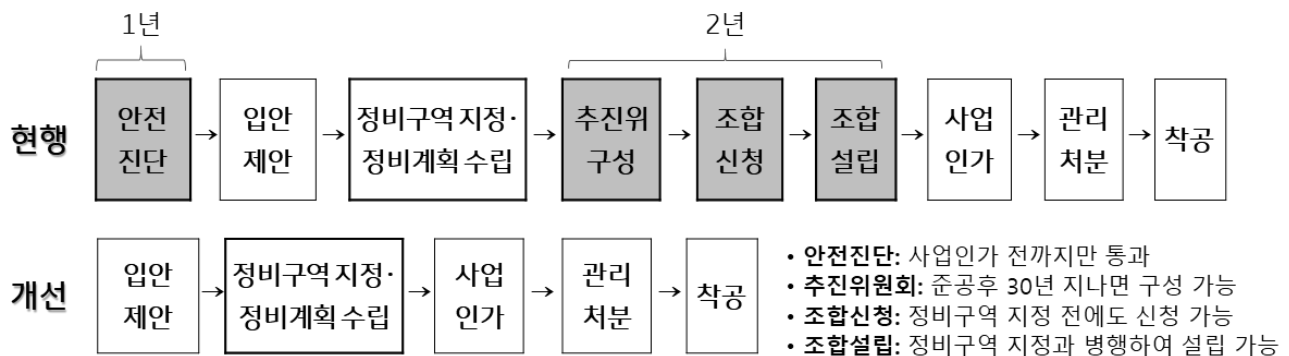 1년
2년
현행
안전
진단
→
입안
제안
→
정비구역 지정·
정비계획 수립
→
추진위
구성
→
조합
신청
→
조합
설립
→
사업
인가
→
관리
처분
→
착공
개선
입안
제안
→
정비구역 지정·
정비계획 수립
→
사업
인가
→
관리
처분
→
착공
• 안전진단: 사업인가 전까지만 통과
• 추진위원회: 준공후 30년 지나면 구성 가능
• 조합신청: 정비구역 지정 전에도 신청 가능
• 조합설립: 정비구역 지정과 병행하여 설립 가능